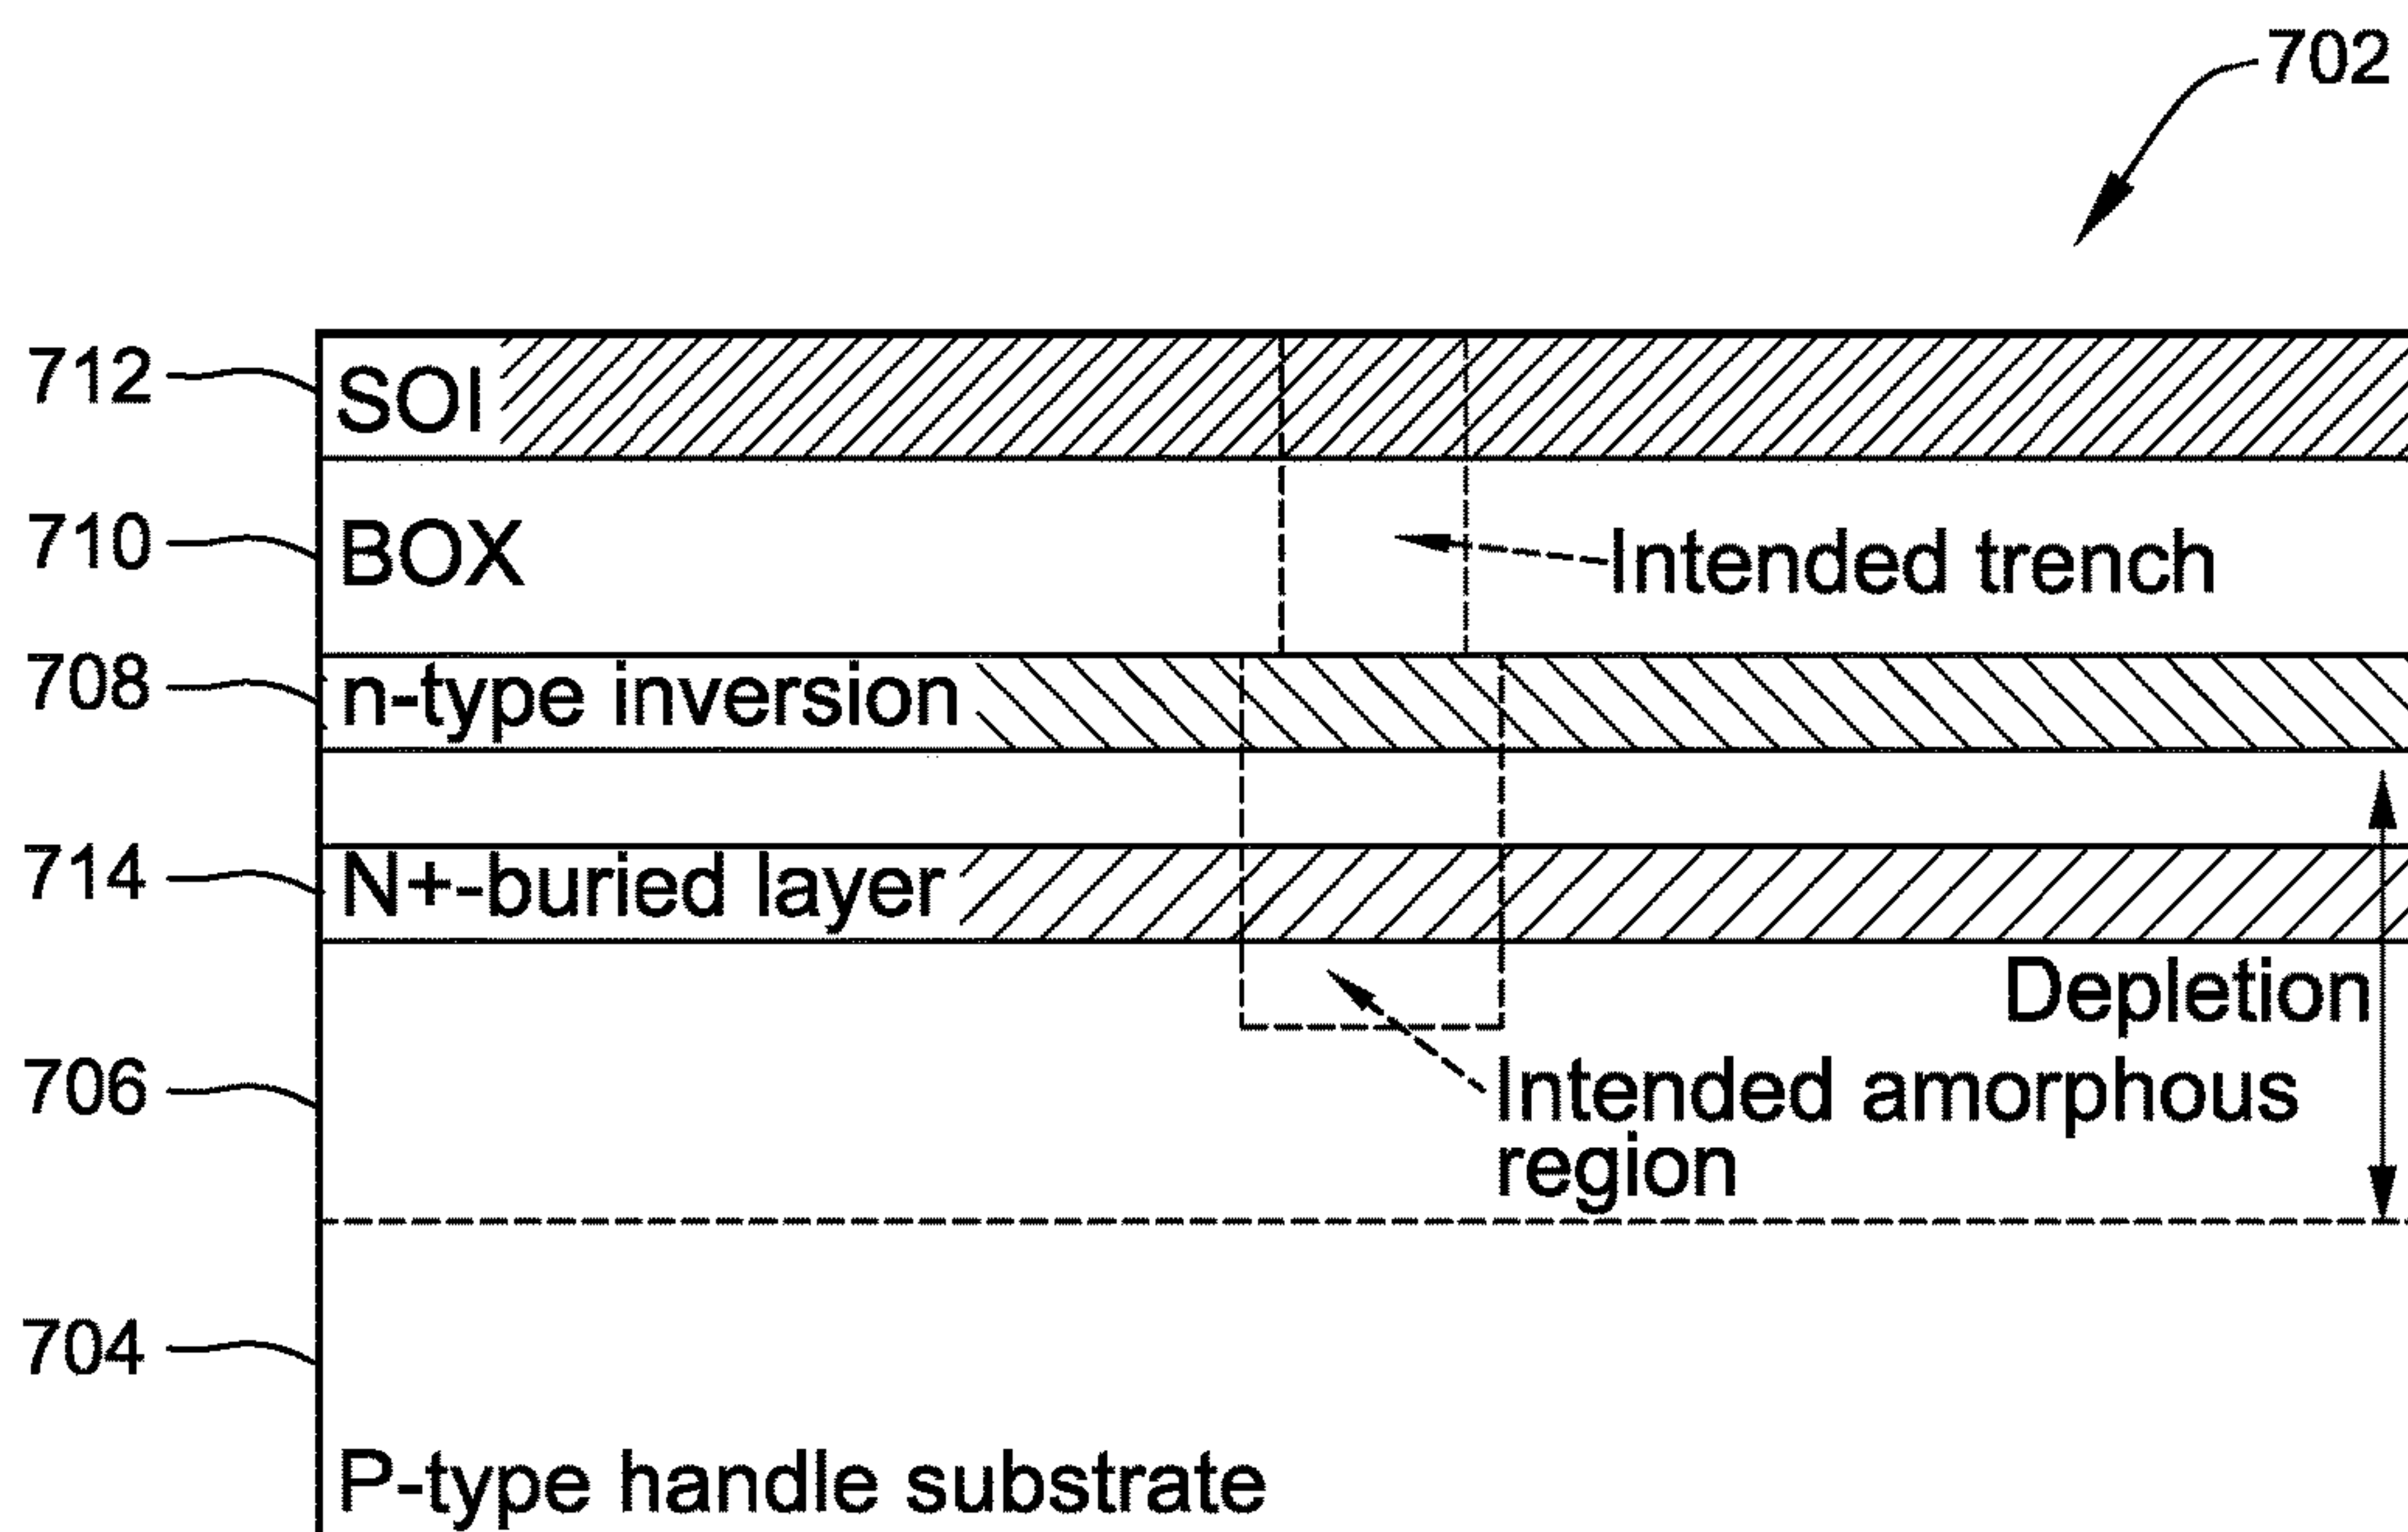 702
712 SOI
710 BOX
Intended trench
708 n-type inversion
714 N+-buried layer
Depletion
706
Intended amorphous
region
704
P-type handle substrate